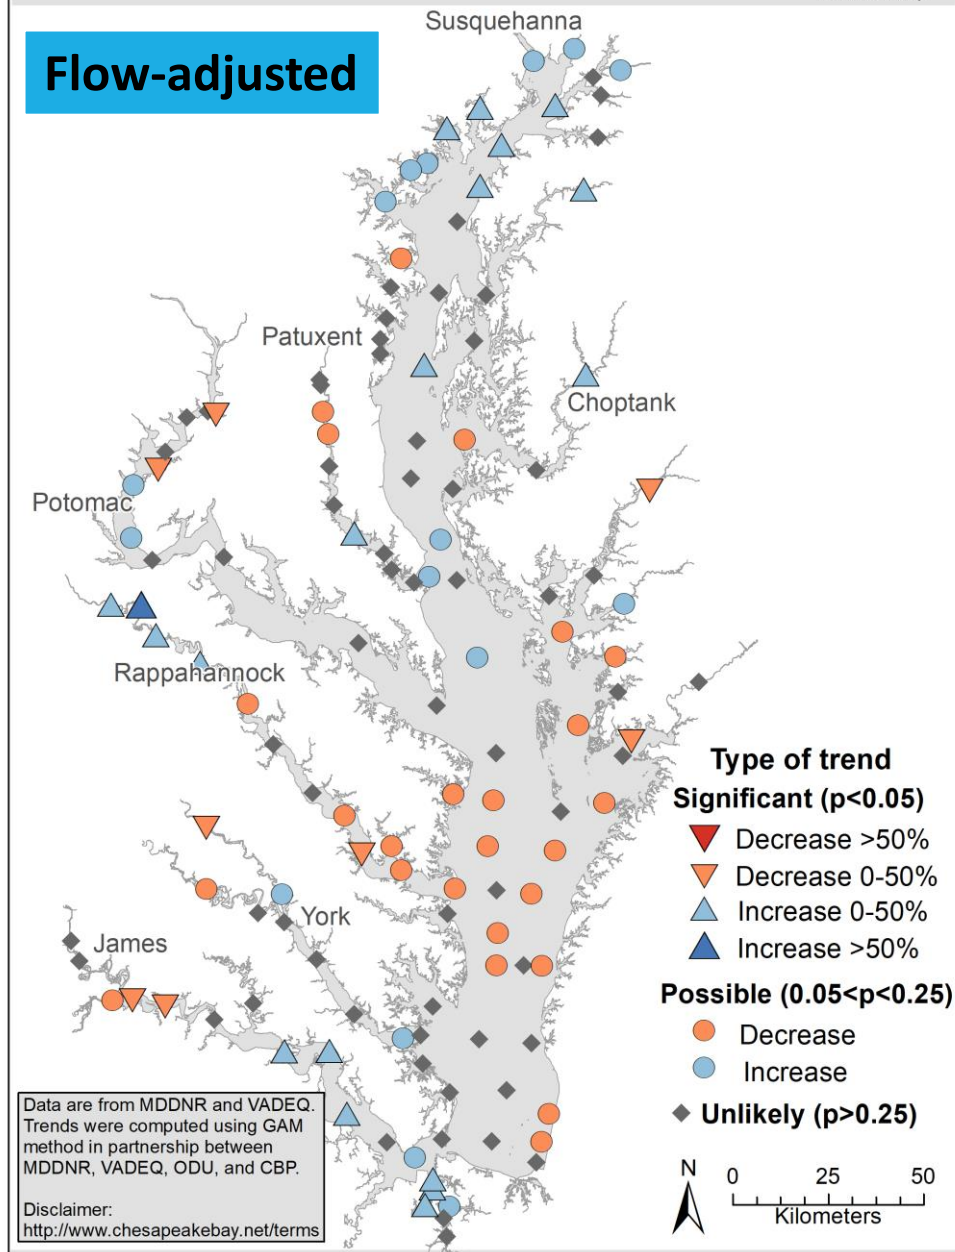 Susquehanna
Flow-adjusted
Patuxent
Choptank
Potomac
Rappahannock
York
James
Type of trend
Significant (p<0.05)
Decrease >50%
Decrease 0-50%
Increase 0-50%
Increase >50%
Possible (0.05<p<0.25)
Decrease
Increase
Unlikely (p>0.25)
Data are from MDDNR and VADEQ.
Trends were computed using GAM
method in partnership between
MDDNR, VADEQ, ODU, and CBP.
Disclaimer:
http://www.chesapeakebay.net/terms
N
0 25 50
Kilometers